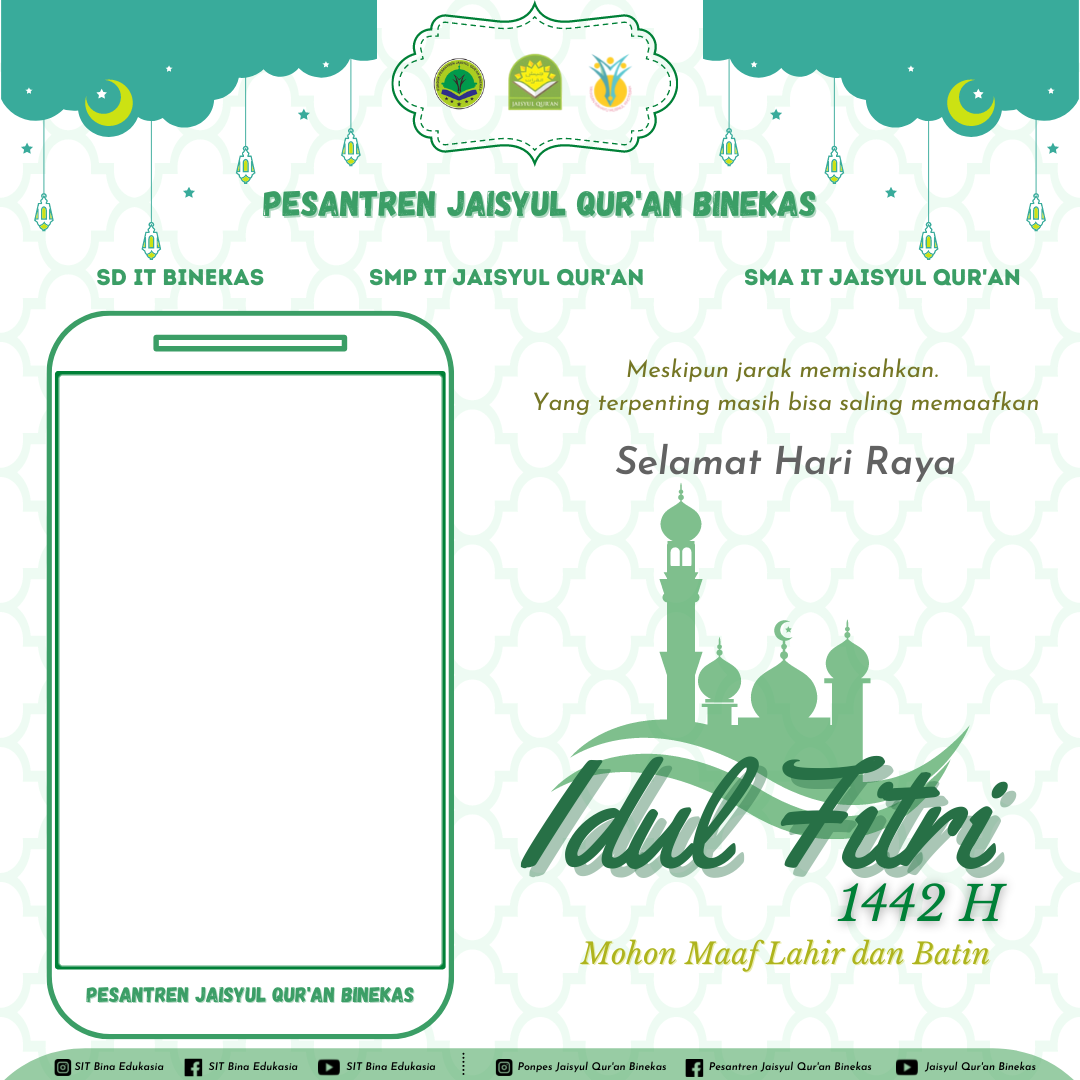 JAISYUL QUR'AN
PESANTREN JAISYUL QUR'AN BINEKAS
SD IT BINEKAS
SMP IT JAISYUL QUR'AN
SMA IT JAISYUL QUR'AN
Meskipun jarak memisahkan.
Yang terpenting masih bisa saling memaafkan
Selamat Hari Raya
Idul Fitri
1442 H
Mohon Maaf Lahir dan Batin
PESANTREN JAISYUL QUR'AN BINEKAS
SIT Bina Edukasia
SIT Bina Edukasia
SIT Bina Edukasia
Ponpes Jaisyul Qur'an Binekas
Pesantren Jaisyul Qur'an Binekas
Jaisyul Qur'an Binekas